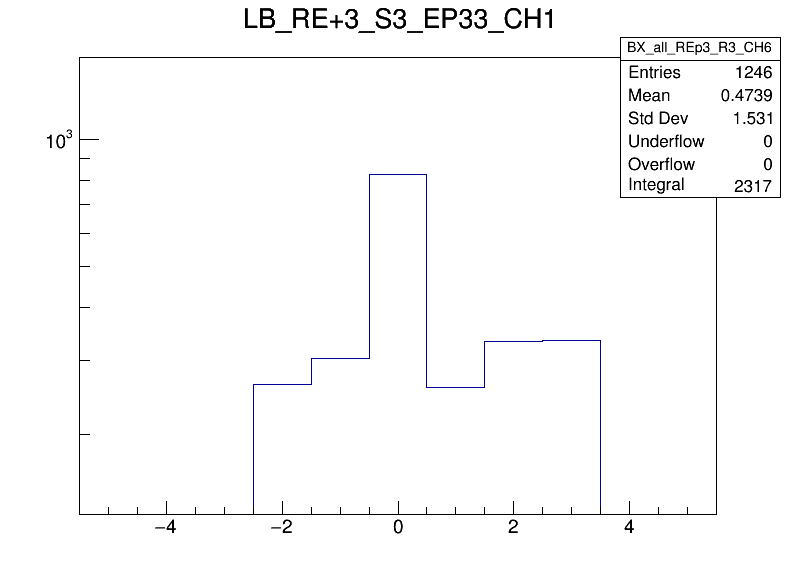 LB_RE+3_S3_EP33_CH1
BX_all_REp3_R3_CH6
Entries 1246
Mean 0.4739
Std Dev 1.531
Underflow 0
Overflow 0
Integral 2317
10³
−4 −2 0 2 4